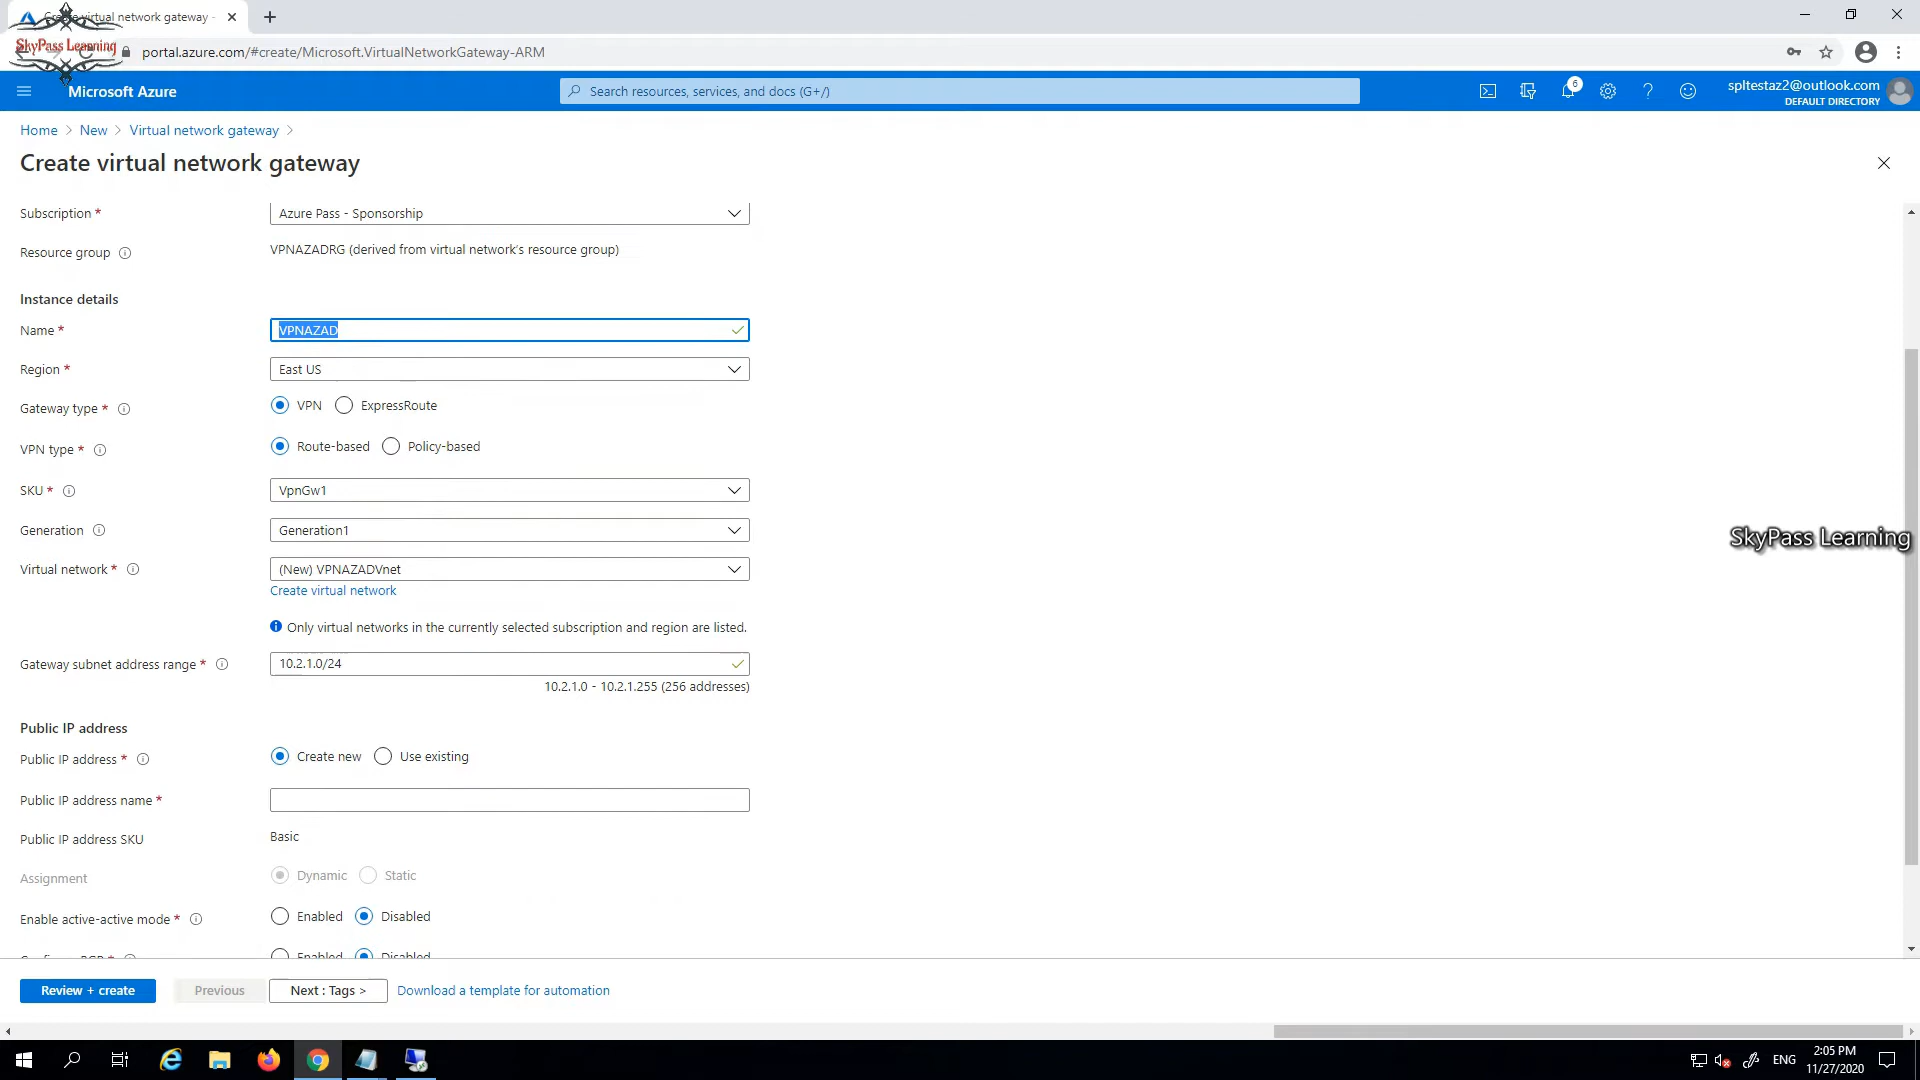 Create virtual network gateway -
SkyPass Learning
portal.azure.com/#create/Microsoft.VirtualNetworkGateway-ARM
Microsoft Azure
Search resources, services, and docs (G+/)
6
spltestaz2@outlook.com
DEFAULT DIRECTORY
Home > New > Virtual network gateway >
Create virtual network gateway
Subscription *
Azure Pass - Sponsorship
Resource group
VPNAZADRG (derived from virtual network's resource group)
Instance details
Name *
VPNAZAD
Region *
East US
Gateway type *
VPN
ExpressRoute
VPN type *
Route-based
Policy-based
SKU *
VpnGw1
Generation
Generation1
SkyPass Learning
Virtual network *
(New) VPNAZADVnet
Create virtual network
Only virtual networks in the currently selected subscription and region are listed.
Gateway subnet address range *
10.2.1.0/24
10.2.1.0 - 10.2.1.255 (256 addresses)
Public IP address
Public IP address *
Create new
Use existing
Public IP address name *
Public IP address SKU
Basic
Assignment
Dynamic
Static
Enable active-active mode *
Enabled
Disabled
Enabled
Disabled
Review + create
Previous
Next : Tags >
Download a template for automation
ENG
2:05 PM
11/27/2020